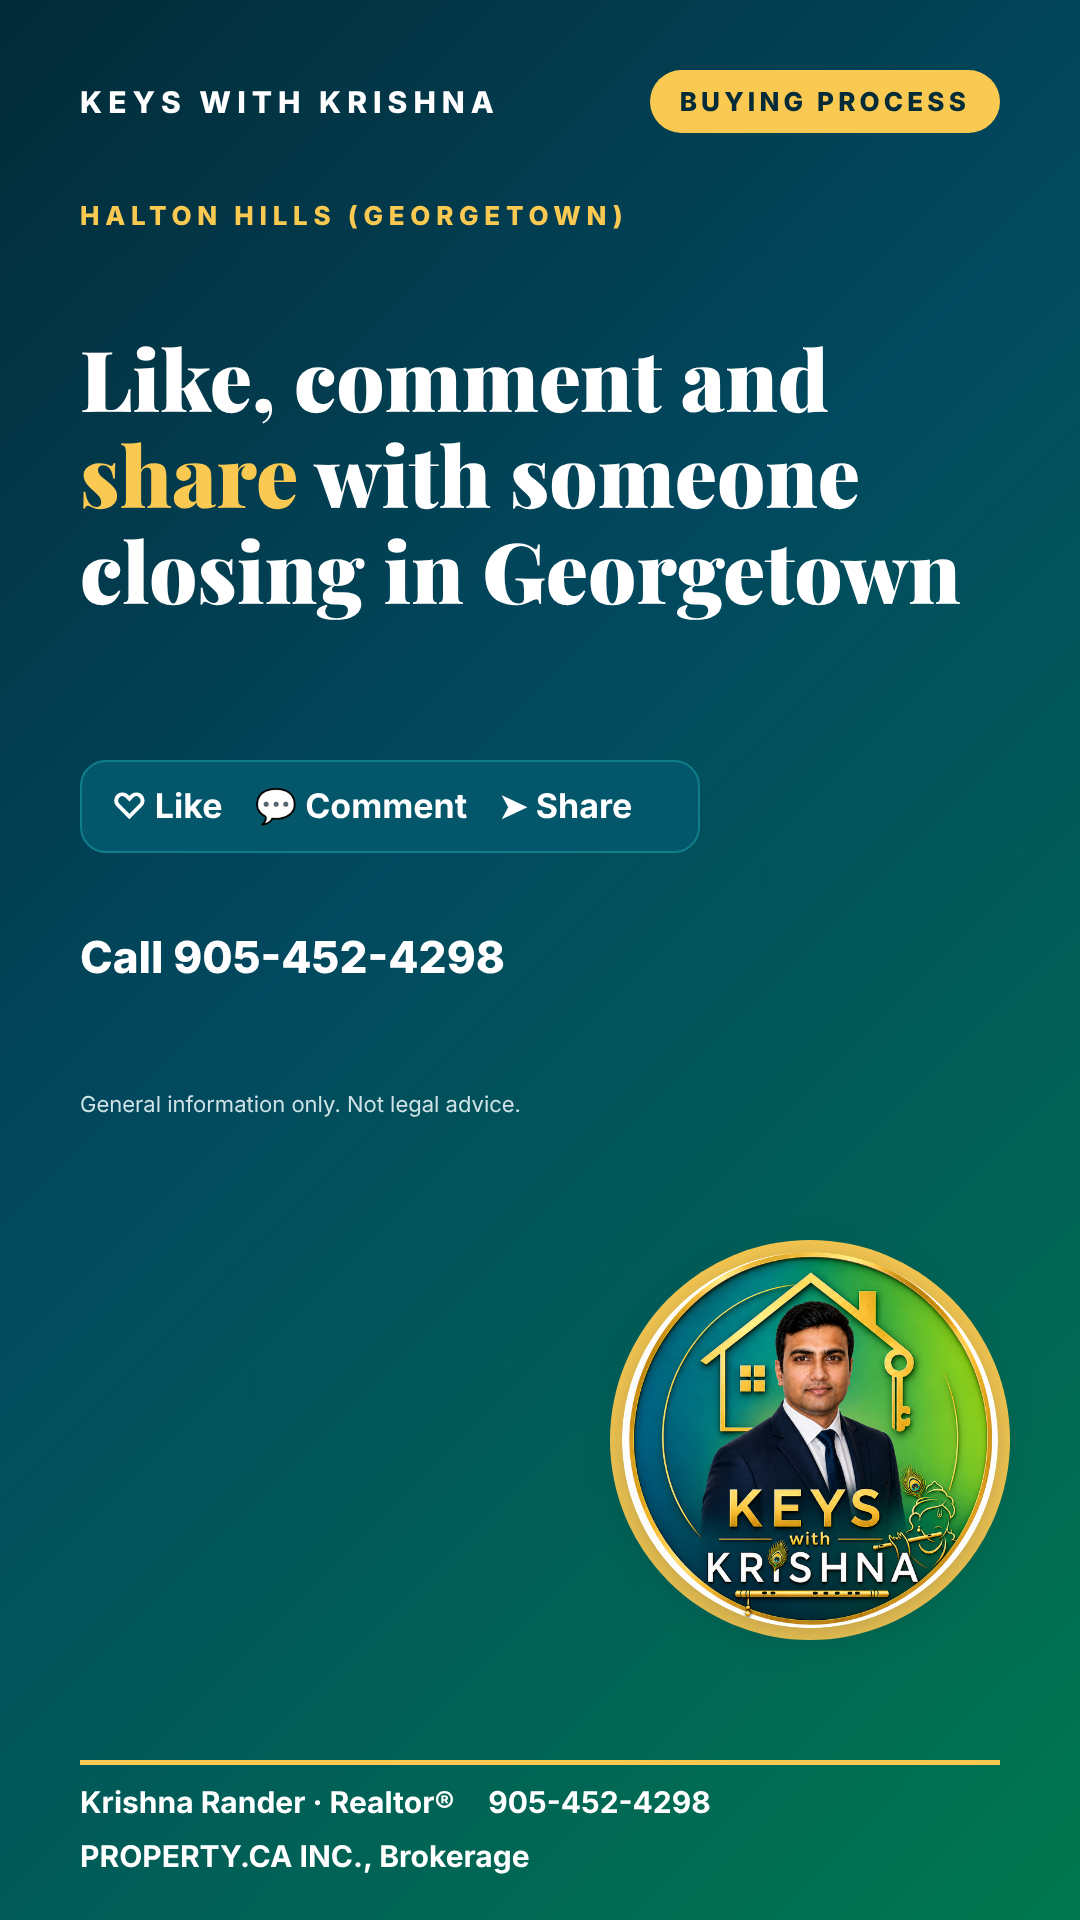 KEYS WITH KRISHNA
BUYING PROCESS
HALTON HILLS (GEORGETOWN)
Like, comment and
share with someone
closing in Georgetown
♡ Like 💬 Comment ➤ Share
Call 905-452-4298
General information only. Not legal advice.
KEYS
with
KRISHNA
Krishna Rander · Realtor® 905-452-4298
PROPERTY.CA INC., Brokerage